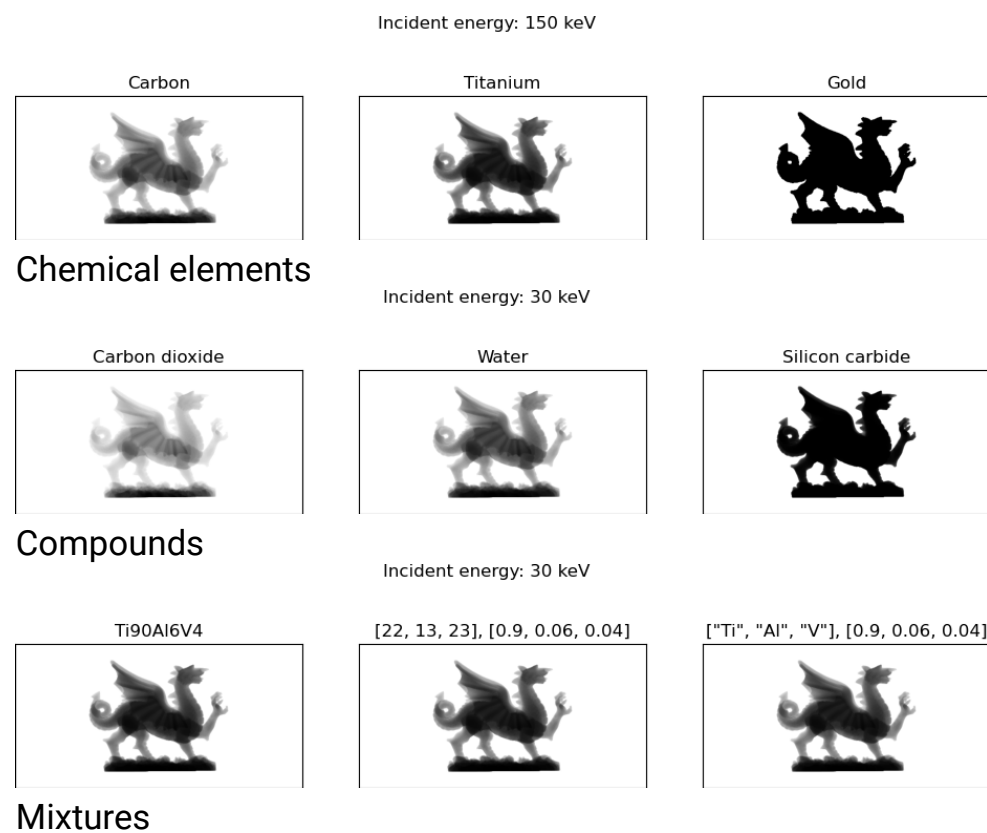 Incident energy: 150 keV
Carbon
Titanium
Gold
Chemical elements
Incident energy: 30 keV
Carbon dioxide
Water
Silicon carbide
Compounds
Incident energy: 30 keV
Ti90Al6V4
[22, 13, 23], [0.9, 0.06, 0.04]
["Ti", "Al", "V"], [0.9, 0.06, 0.04]
Mixtures